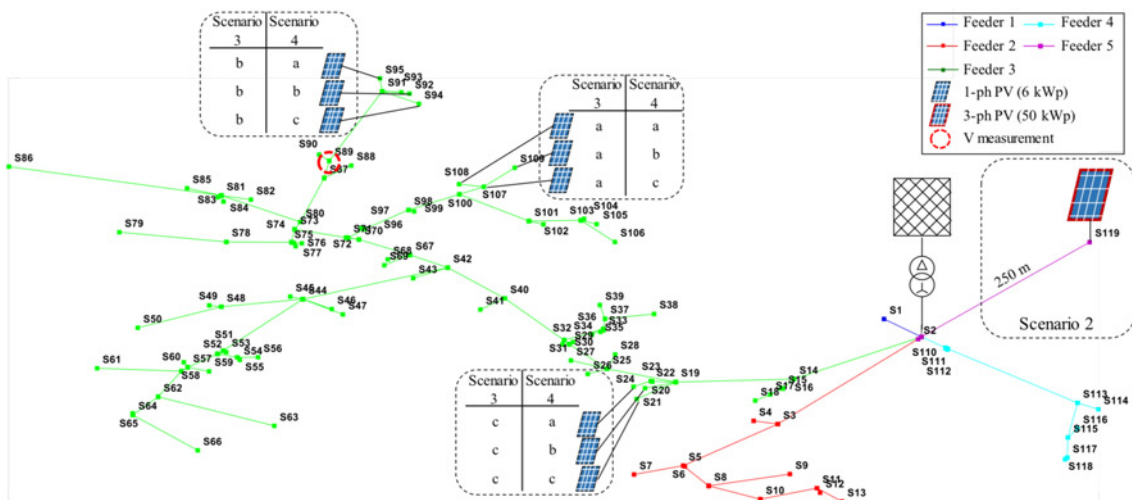 Scenario Scenario
3 4
b a
b b
b c
S95
S93
S91
S92
S94
Scenario Scenario
3 4
a a
a b
a c
Feeder 1
Feeder 4
Feeder 2
Feeder 5
Feeder 3
1-ph PV (6 kWp)
3-ph PV (50 kWp)
V measurement
S90
S89
S88
S87
S86
S85
S81
S82
S83
S84
S80
S73
S74
S79
S78
S75
S76
S77
S72
S71
S70
S96
S97
S98
S99
S108
S109
S107
S100
S101
S102
S103
S104
S105
S106
S119
250 m
Scenario 2
S67
S68
S69
S42
S43
S45
S44
S46
S47
S49
S48
S50
S40
S41
S39
S38
S37
S36
S33
S34
S35
S32
S29
S30
S31
S28
S27
S25
S26
S51
S52
S53
S54
S56
S55
S59
S60
S57
S61
S58
S62
S63
S64
S65
S66
S24
S23
S22
S19
S20
S21
S14
S15
S16
S17
S18
S1
S2
S110
S111
S112
S113
S114
S116
S115
S117
S118
S4
S3
S5
S6
S7
S8
S9
S10
S11
S12
S13
Scenario Scenario
3 4
c a
c b
c c